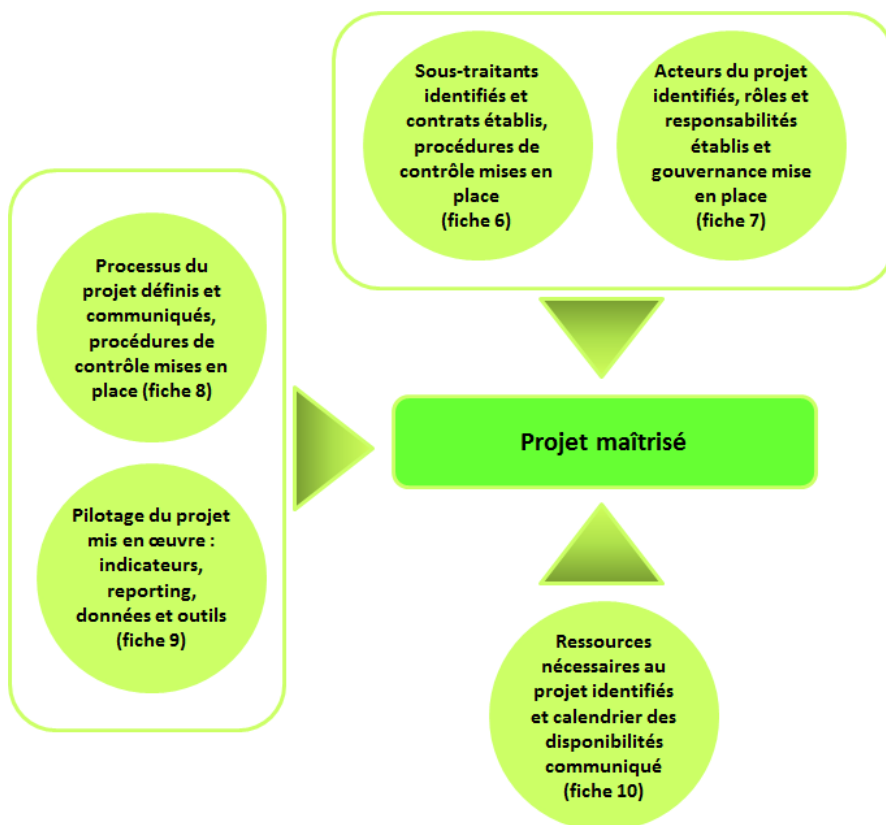 Sous-traitants
identifiés et
contrats établis,
procédures de
contrôle mises en
place
(fiche 6)
Acteurs du projet
identifiés, rôles et
responsabilités
établis et
gouvernance mise
en place
(fiche 7)
Processus du
projet définis et
communiqués,
procédures de
contrôle mises en
place (fiche 8)
Pilotage du projet
mis en œuvre :
indicateurs,
reporting,
données et outils
(fiche 9)
Projet maîtrisé
Ressources
nécessaires au
projet identifiés
et calendrier des
disponibilités
communiqué
(fiche 10)